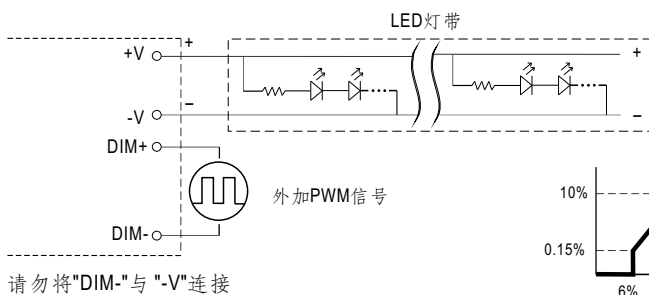 LED灯带
+V
+
+
-V
−
−
DIM+
外加PWM信号
DIM-
10%
0.15%
6%
请勿将"DIM-"与 "-V"连接